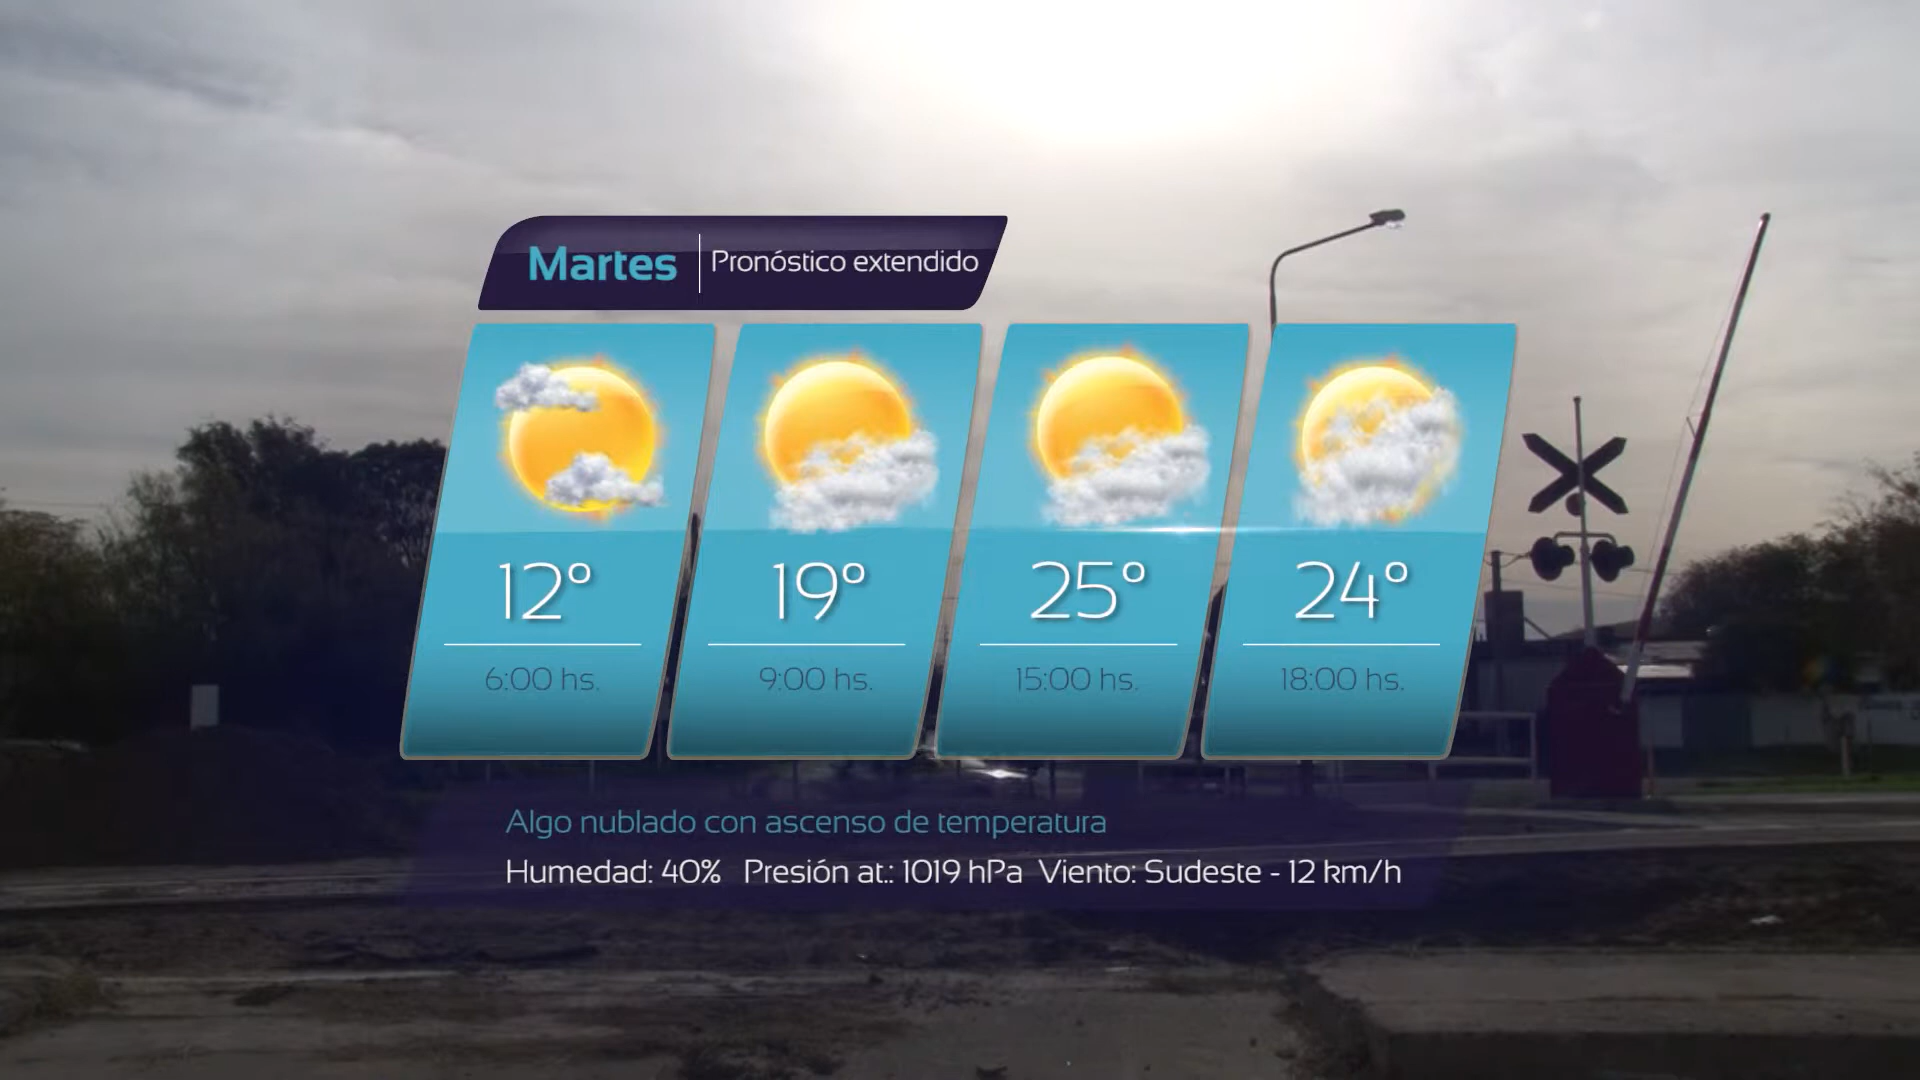 Martes
Pronóstico extendido
12° 19° 25° 24°
6:00 hs. 9:00 hs. 15:00 hs. 18:00 hs.
Algo nublado con ascenso de temperatura
Humedad: 40% Presión at.: 1019 hPa Viento: Sudeste - 12 km/h